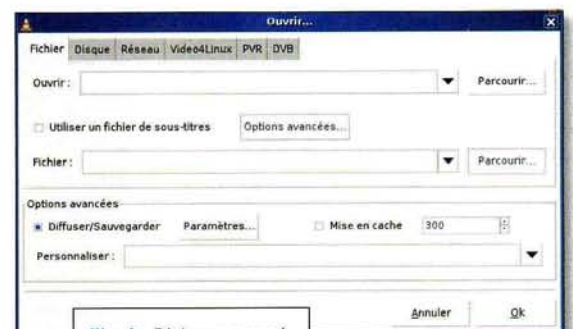 Ouvrir...
Fichier Disque Réseau Video4Linux PVR DVB
Ouvrir : Parcourir...
Utiliser un fichier de sous-titres Options avancées...
Fichier : Parcourir...
Options avancées
Diffuser/Sauvegarder Paramètres... Mise en cache 300
Personnaliser :
Annuler Ok